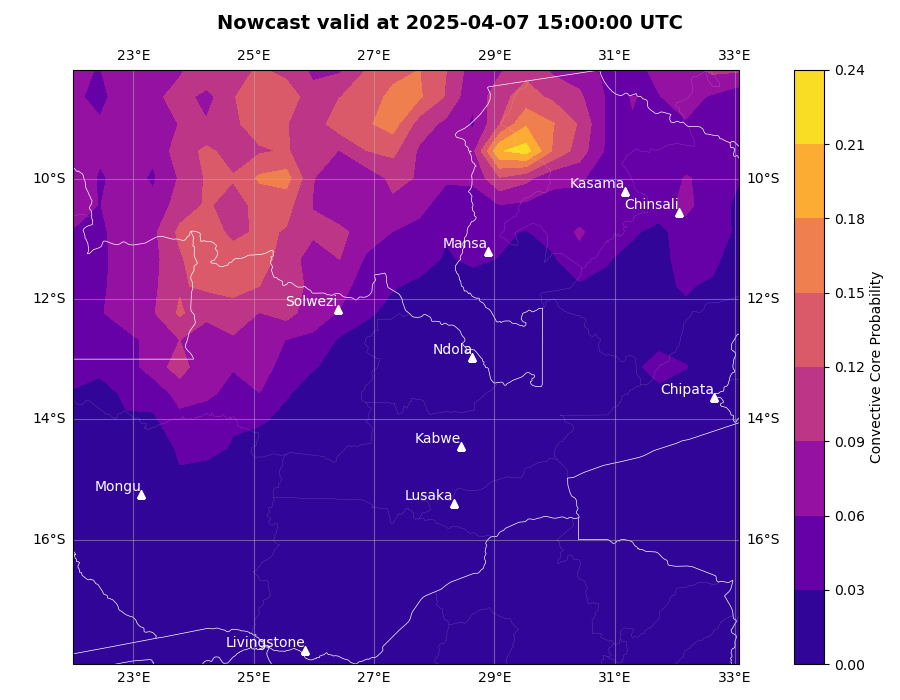 Nowcast valid at 2025-04-07 15:00:00 UTC
23°E 25°E 27°E 29°E 31°E 33°E
0.24
0.21
10°S Kasama 10°S
Chinsali
0.18
Mansa
0.15
12°S Solwezi 12°S
Ndola
0.12
Chipata
14°S 14°S
Kabwe
0.09
Mongu Lusaka
0.06
16°S 16°S
0.03
Livingstone
0.00
23°E 25°E 27°E 29°E 31°E 33°E
Convective Core Probability